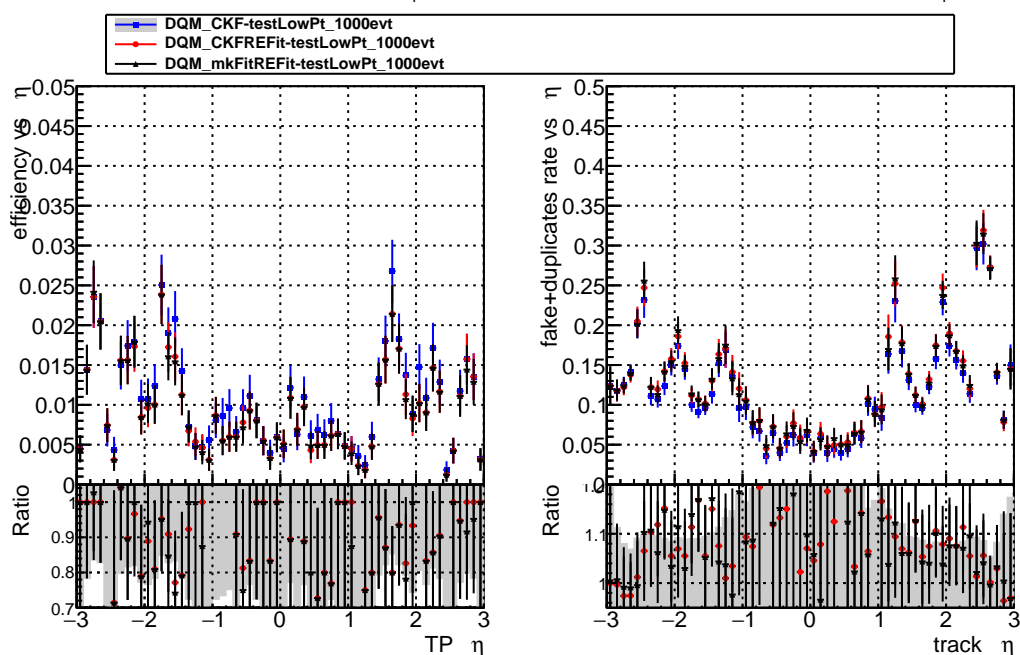 DQM_CKF-testLowPt_1000evt
DQM_CKFREFit-testLowPt_1000evt
DQM_mkFitREFit-testLowPt_1000evt
efficiency vs η
0.05
0.045
0.04
0.035
0.03
0.025
0.02
0.015
0.01
0.005
0
Ratio
1
0.9
0.8
0.7
−3 −2 −1 0 1 2 3
TP η
fake+duplicates rate vs η
0.5
0.45
0.4
0.35
0.3
0.25
0.2
0.15
0.1
0.05
0
Ratio
1.1
1
−3 −2 −1 0 1 2 3
track η